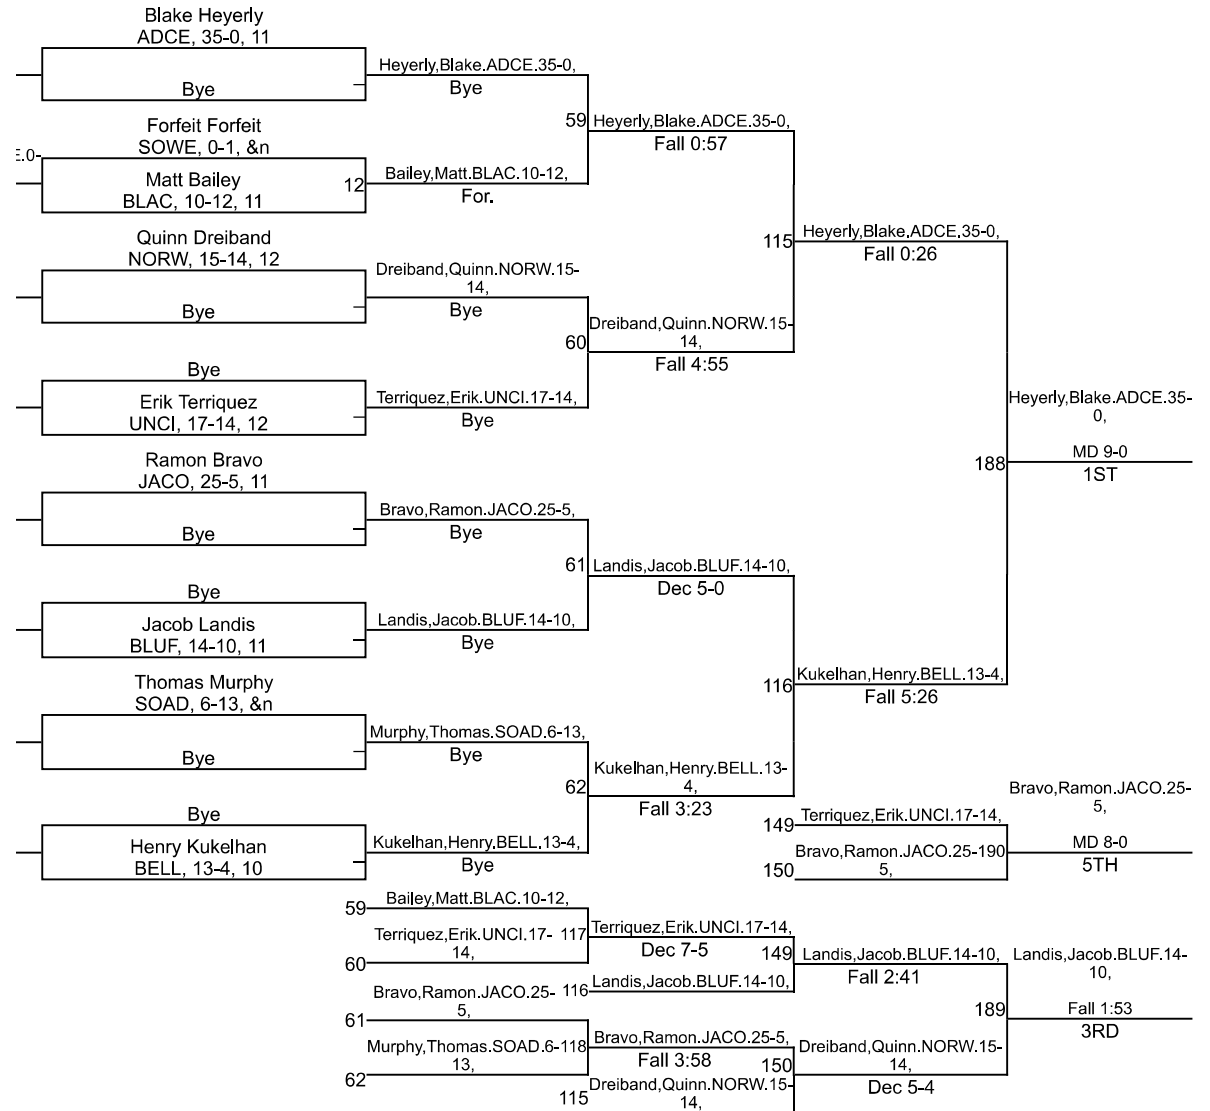 Blake Heyerly
ADCE, 35-0, 11
Bye
Heyerly,Blake.ADCE.35-0,
Bye
Forfeit Forfeit
SOWE, 0-1, &n
E.0-
Matt Bailey
BLAC, 10-12, 11
12
Bailey,Matt.BLAC.10-12,
For.
59
Heyerly,Blake.ADCE.35-0,
Fall 0:57
Quinn Dreiband
NORW, 15-14, 12
Bye
Dreiband,Quinn.NORW.15-
14,
Bye
Bye
Erik Terriquez
UNCI, 17-14, 12
Terriquez,Erik.UNCI.17-14,
Bye
60
Dreiband,Quinn.NORW.15-
14,
Fall 4:55
115
Heyerly,Blake.ADCE.35-0,
Fall 0:26
Ramon Bravo
JACO, 25-5, 11
Bye
Bravo,Ramon.JACO.25-5,
Bye
Bye
Jacob Landis
BLUF, 14-10, 11
Landis,Jacob.BLUF.14-10,
Bye
61
Landis,Jacob.BLUF.14-10,
Dec 5-0
Thomas Murphy
SOAD, 6-13, &n
Bye
Murphy,Thomas.SOAD.6-13,
Bye
Bye
Henry Kukelhan
BELL, 13-4, 10
Kukelhan,Henry.BELL.13-4,
Bye
62
Kukelhan,Henry.BELL.13-
4,
Fall 3:23
116
Kukelhan,Henry.BELL.13-4,
Fall 5:26
188
Heyerly,Blake.ADCE.35-
0,
MD 9-0
1ST
149
Terriquez,Erik.UNCI.17-14,
150
Bravo,Ramon.JACO.25-190
5,
Bravo,Ramon.JACO.25-
5,
MD 8-0
5TH
59
Bailey,Matt.BLAC.10-12,
60
Terriquez,Erik.UNCI.17-
14,
117
Terriquez,Erik.UNCI.17-14,
Dec 7-5
116
Landis,Jacob.BLUF.14-10,
149
Landis,Jacob.BLUF.14-10,
Fall 2:41
61
Bravo,Ramon.JACO.25-
5,
62
Murphy,Thomas.SOAD.6-118
13,
Bravo,Ramon.JACO.25-5,
Fall 3:58
115
Dreiband,Quinn.NORW.15-
14,
150
Dreiband,Quinn.NORW.15-
14,
Dec 5-4
189
Landis,Jacob.BLUF.14-
10,
Fall 1:53
3RD